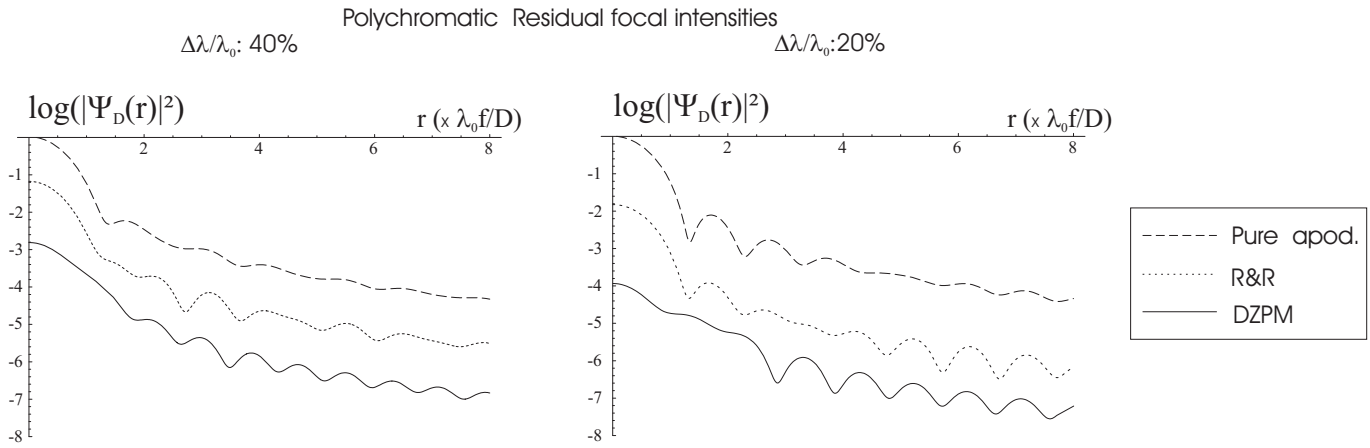 Polychromatic Residual focal intensities
Δλ/λ₀: 40%
Δλ/λ₀:20%
log(|Ψ_D(r)|²)
r (× λ₀f/D)
2
4
6
8
-1
-2
-3
-4
-5
-6
-7
-8
log(|Ψ_D(r)|²)
r (× λ₀f/D)
2
4
6
8
-1
-2
-3
-4
-5
-6
-7
-8
Pure apod.
R&R
DZPM